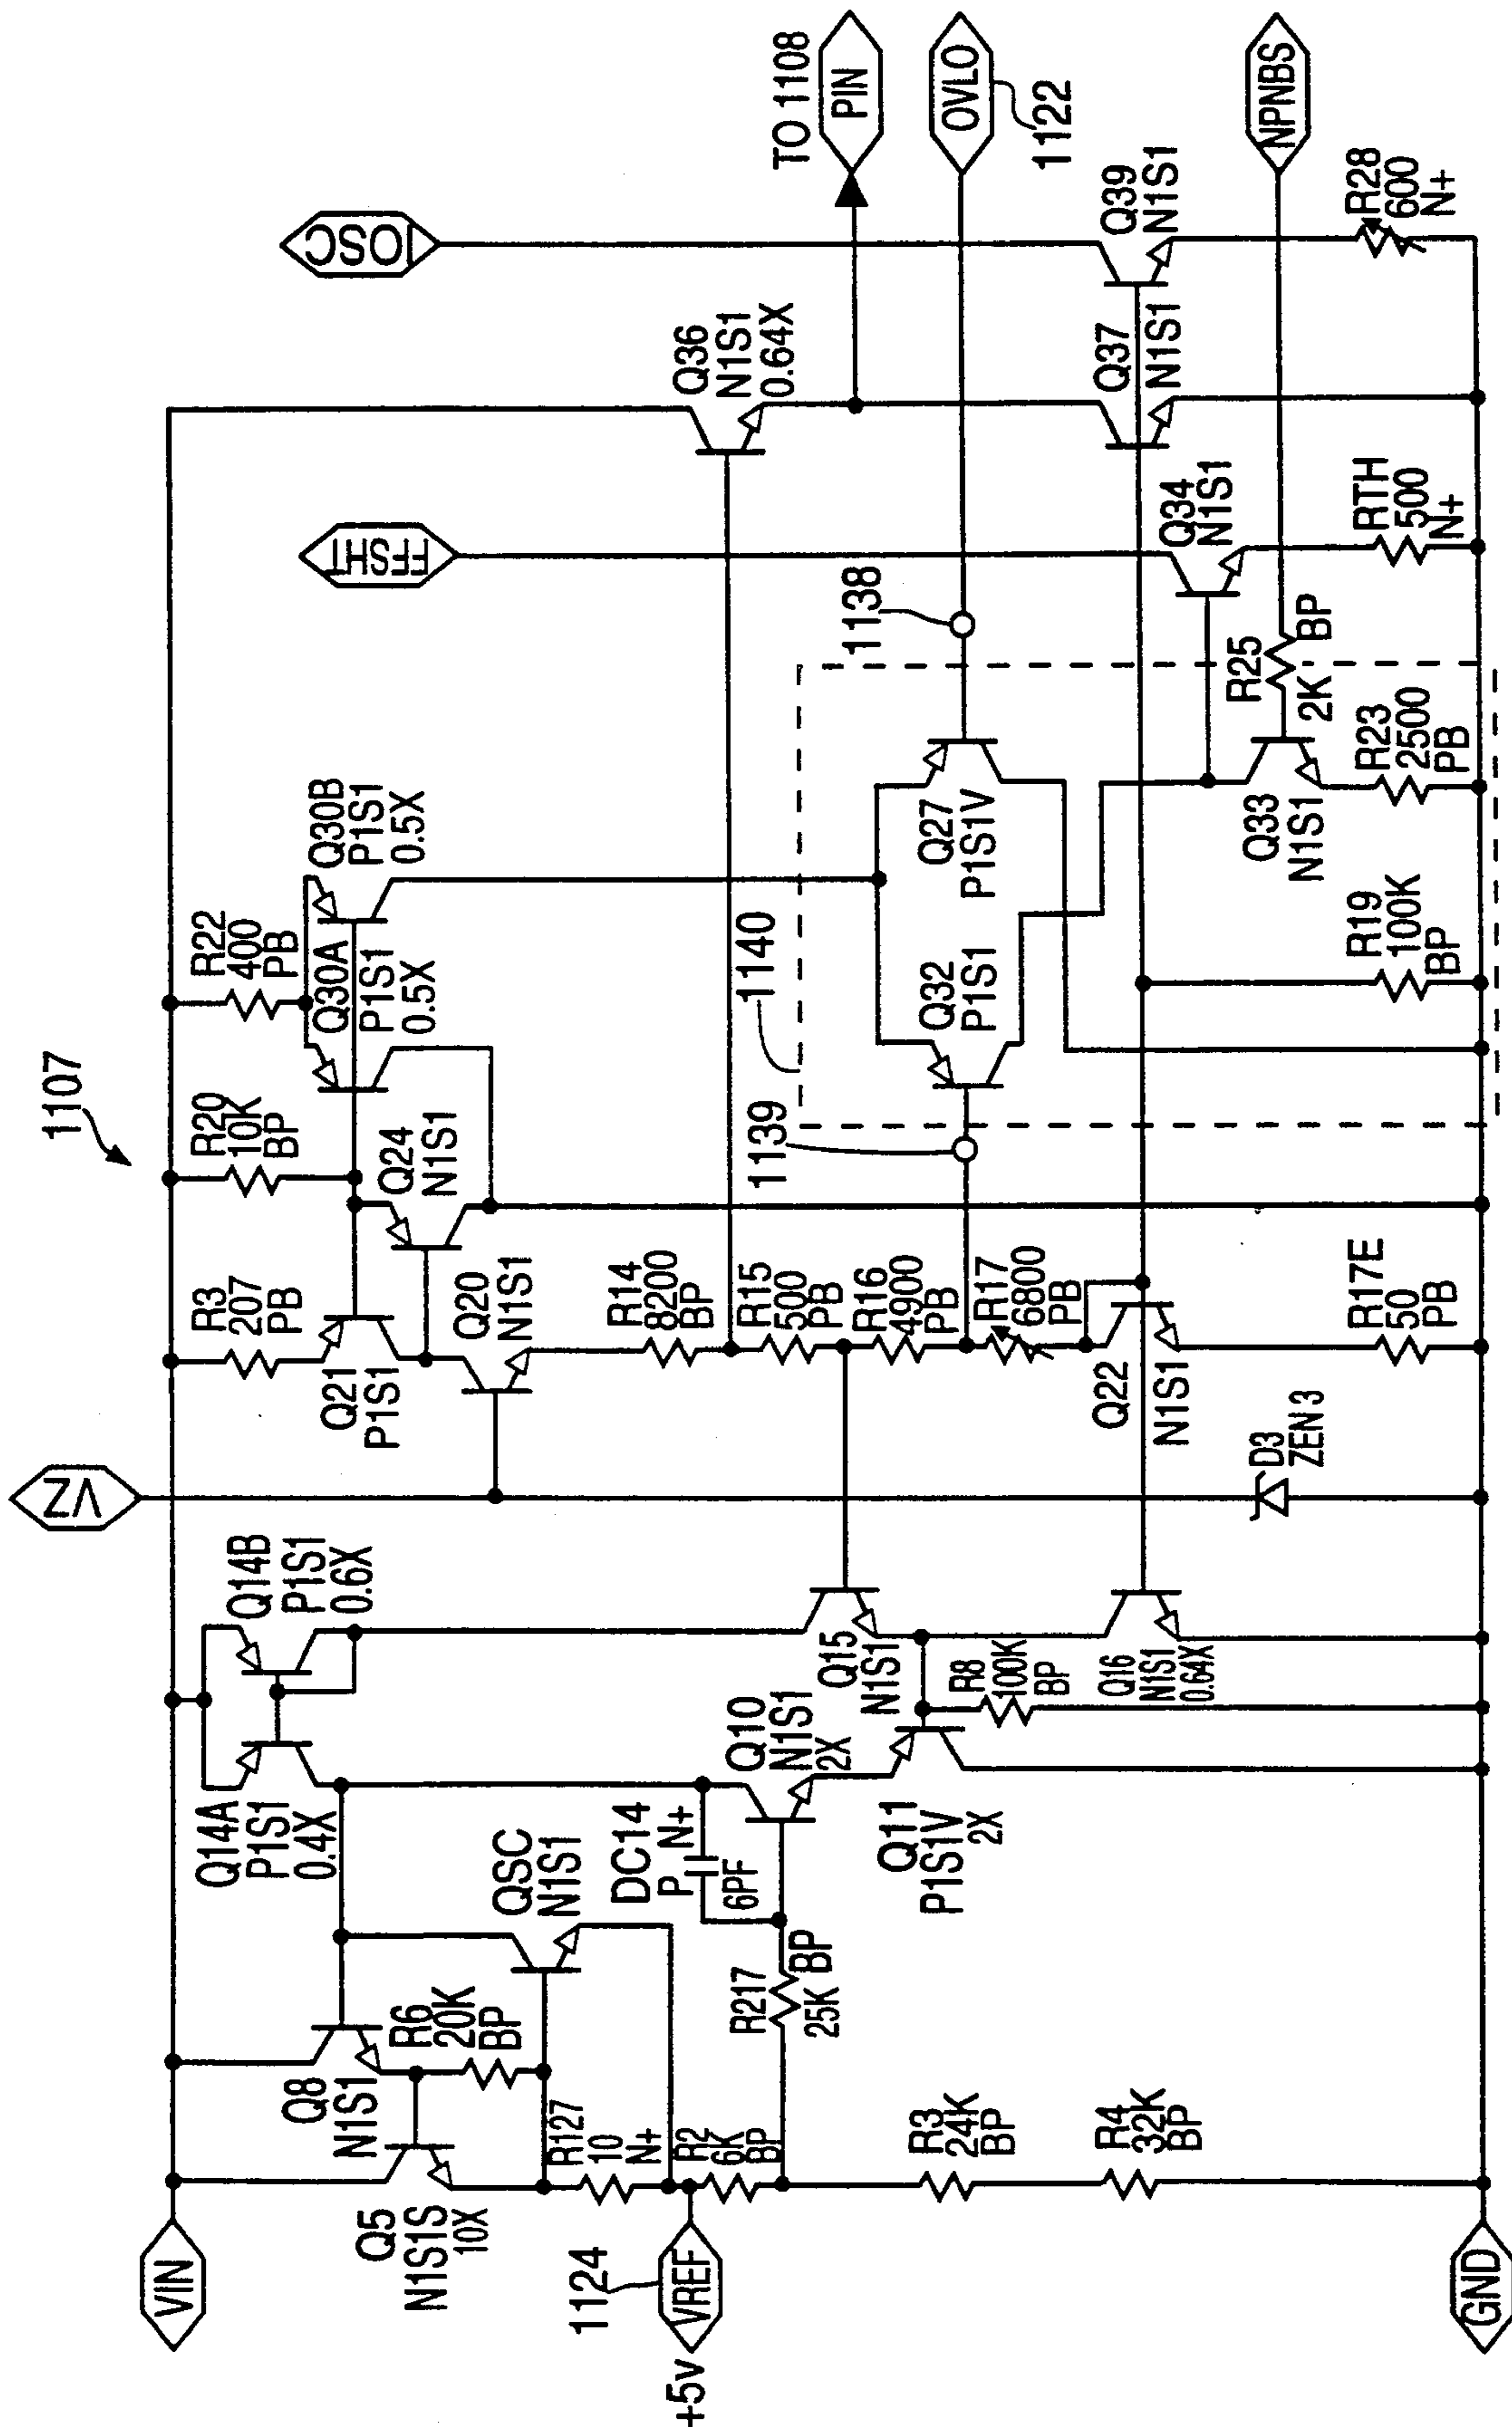 1107
VIN
VZ
FFSHT
OSC
TO 1108
PIN
OVLO
1122
NPNBS
GND
+5V
VREF
1124
Q5
N1S1S
10X
Q8
N1S1
R6
20K
BP
R127
10
N+
R2
6K
BP
R3
24K
BP
R4
32K
BP
QSC
N1S1
Q14A
P1S1
0.4X
Q14B
P1S1
0.6X
DC14
P N+
6PF
R217
25K
BP
Q10
N1S1
2X
Q11
P1S1V
2X
Q15
N1S1
R8
100K
BP
Q16
N1S1
0.64X
D3
ZEN 3
R3
207
PB
Q21
P1S1
R20
10K
BP
Q24
N1S1
Q20
N1S1
R14
8200
BP
R15
500
PB
R16
4900
PB
R17
6800
PB
Q22
N1S1
R17E
50
PB
R22
400
PB
Q30A
P1S1
0.5X
Q30B
P1S1
0.5X
1139
1140
1138
Q32
P1S1
Q27
P1S1V
R19
100K
BP
Q33
N1S1
R23
2500
PB
R25
2K
BP
Q34
N1S1
RTH
500
N+
Q36
N1S1
0.64X
Q37
N1S1
Q39
N1S1
R28
600
N+